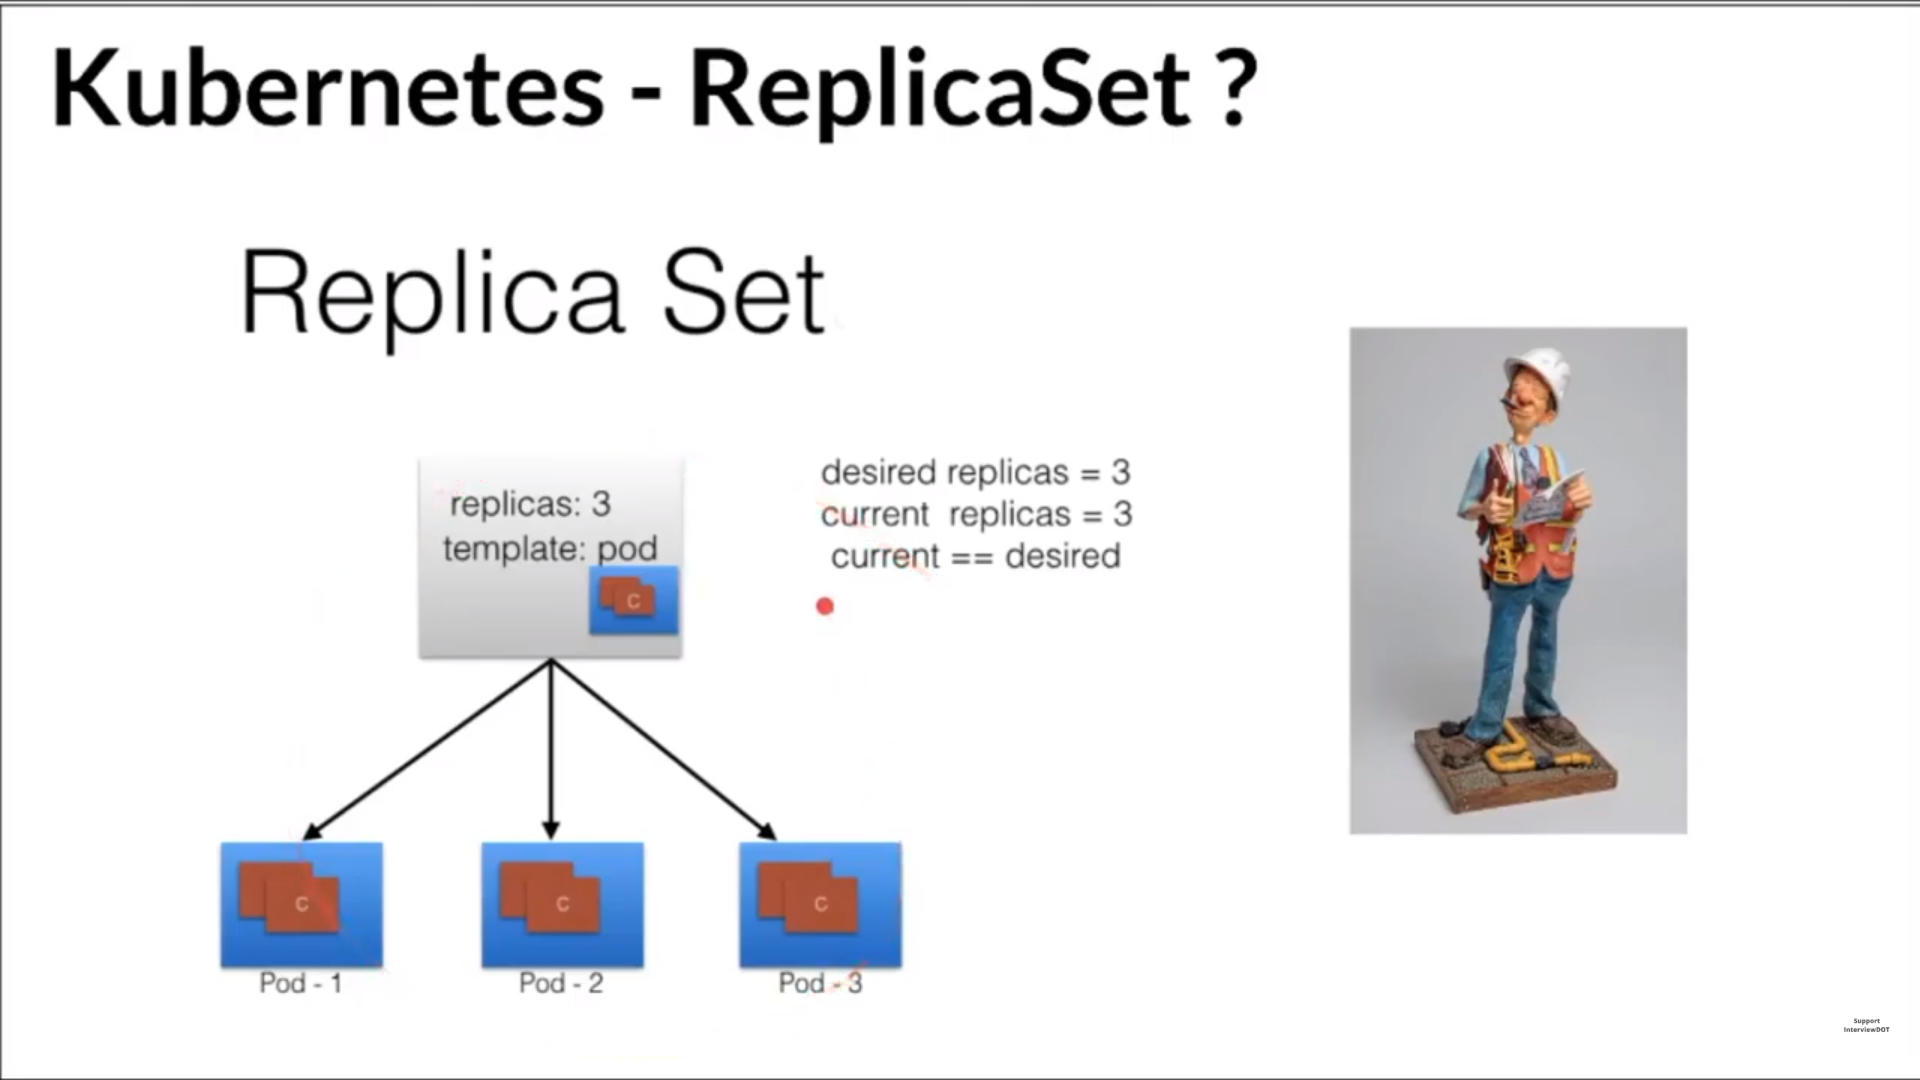 Kubernetes - ReplicaSet ?
Replica Set
replicas: 3
template: pod
C
desired replicas = 3
current replicas = 3
current == desired
C
C
C
Pod - 1
Pod - 2
Pod - 3
Support
InterviewDOT